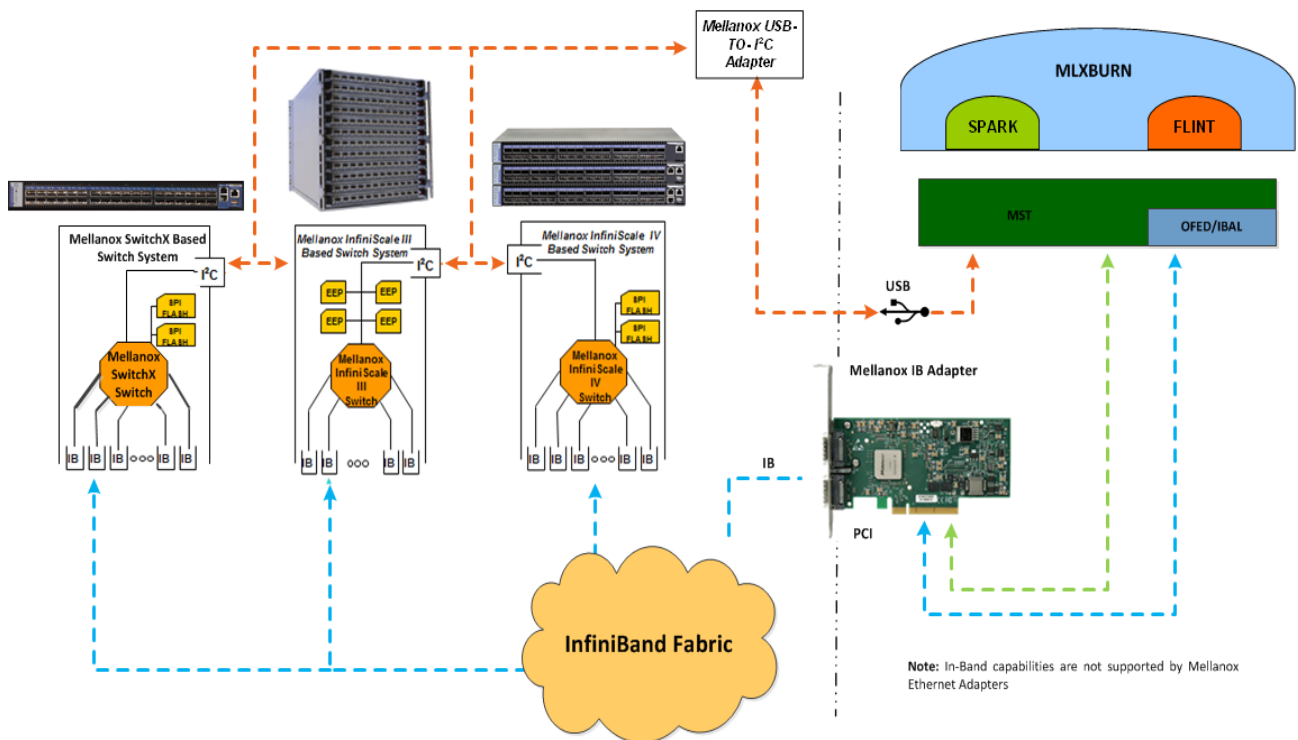 Mellanox USB-
TO- I²C
Adapter
MLXBURN
SPARK
FLINT
MST
OFED/IBAL
Mellanox SwitchX Based
Switch System
I²C
SPI
FLASH
SPI
FLASH
Mellanox
SwitchX
Switch
IB
IB
IB
IB
IB
Mellanox InfiniScale III
Based Switch System
I²C
EEP
EEP
EEP
EEP
Mellanox
InfiniScale
III
Switch
IB
IB
IB
IB
Mellanox InfiniScale IV
Based Switch System
I²C
SPI
FLASH
SPI
FLASH
Mellanox
InfiniScale
IV
Switch
IB
IB
IB
IB
IB
USB
Mellanox IB Adapter
IB
PCI
InfiniBand Fabric
Note: In-Band capabilities are not supported by Mellanox
Ethernet Adapters